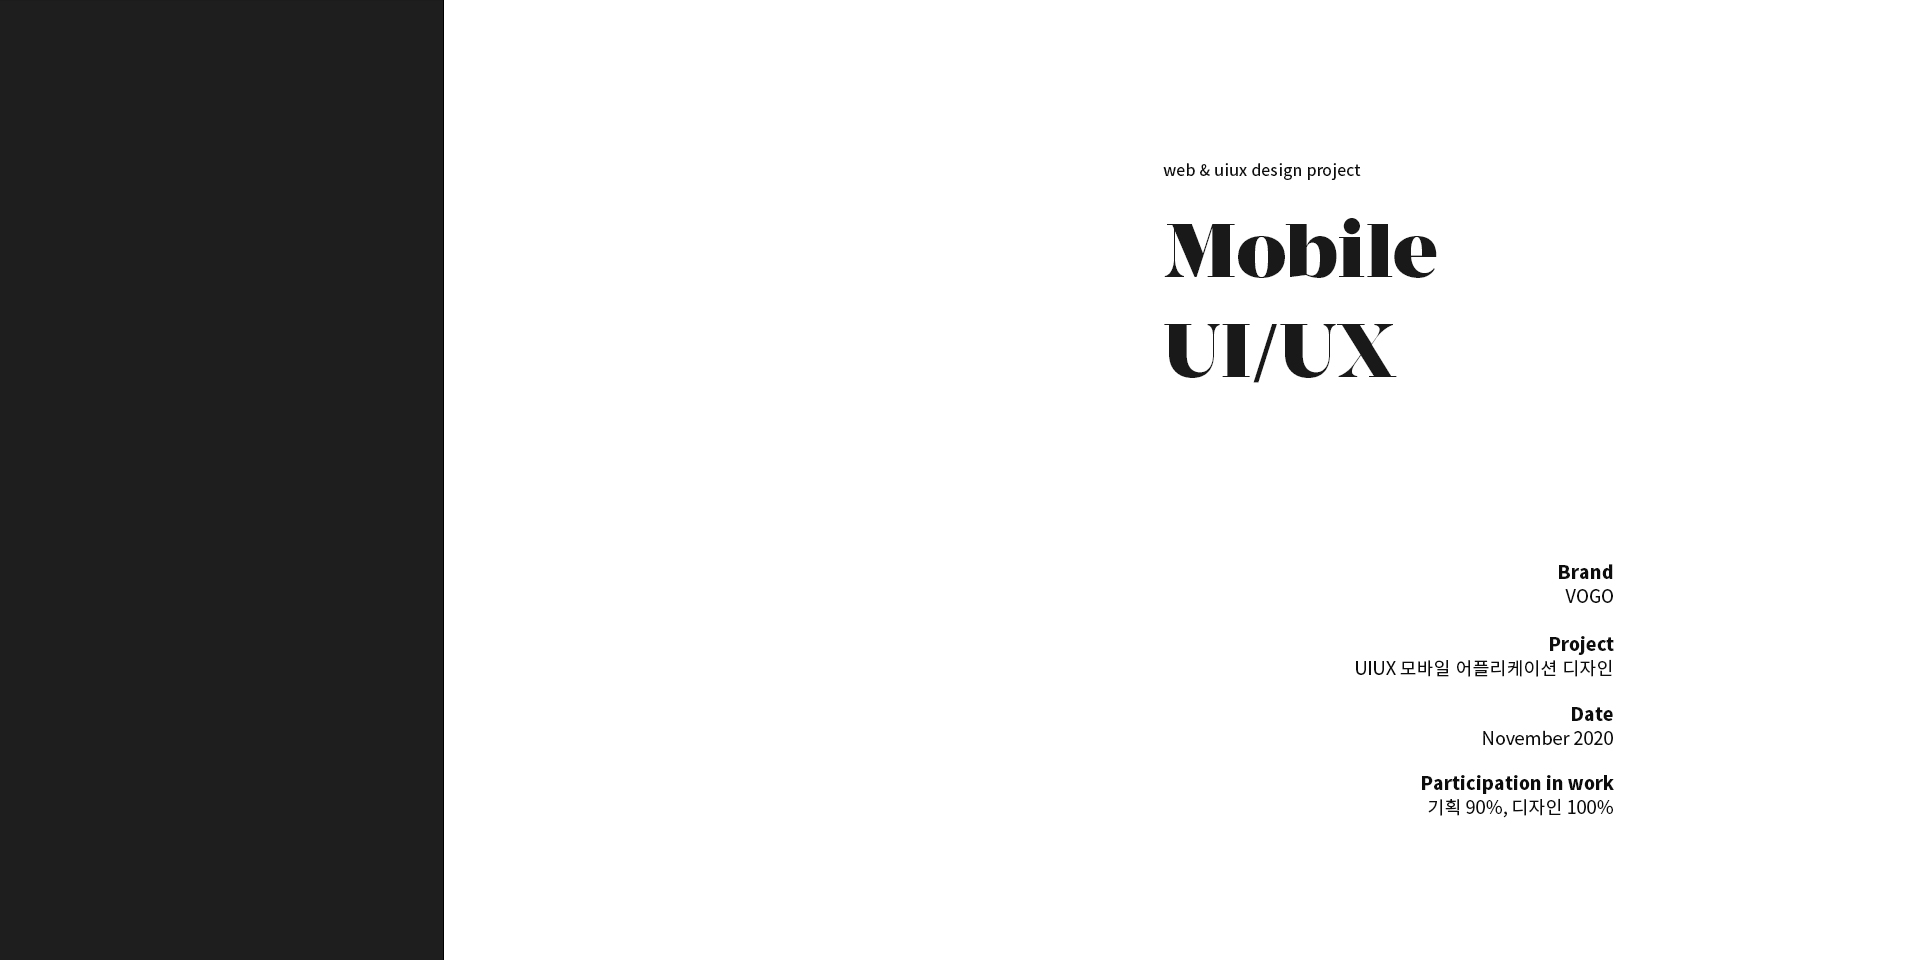 web & uiux design project
Mobile
UI/UX
Brand
VOGO
Project
UIUX 모바일 어플리케이션 디자인
Date
November 2020
Participation in work
기획 90%, 디자인 100%